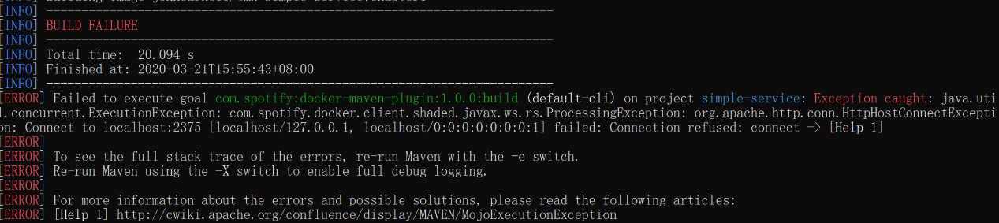 [INFO] ------------------------------------------------------------------------
[INFO] BUILD FAILURE
[INFO] ------------------------------------------------------------------------
[INFO] Total time:  20.094 s
[INFO] Finished at: 2020-03-21T15:55:43+08:00
[INFO] ------------------------------------------------------------------------
[ERROR] Failed to execute goal com.spotify:docker-maven-plugin:1.0.0:build (default-cli) on project simple-service: Exception caught: java.uti
l.concurrent.ExecutionException: com.spotify.docker.client.shaded.javax.ws.rs.ProcessingException: org.apache.http.conn.HttpHostConnectExcepti
on: Connect to localhost:2375 [localhost/127.0.0.1, localhost/0:0:0:0:0:0:0:1] failed: Connection refused: connect -> [Help 1]
[ERROR]
[ERROR] To see the full stack trace of the errors, re-run Maven with the -e switch.
[ERROR] Re-run Maven using the -X switch to enable full debug logging.
[ERROR]
[ERROR] For more information about the errors and possible solutions, please read the following articles:
[ERROR] [Help 1] http://cwiki.apache.org/confluence/display/MAVEN/MojoExecutionException